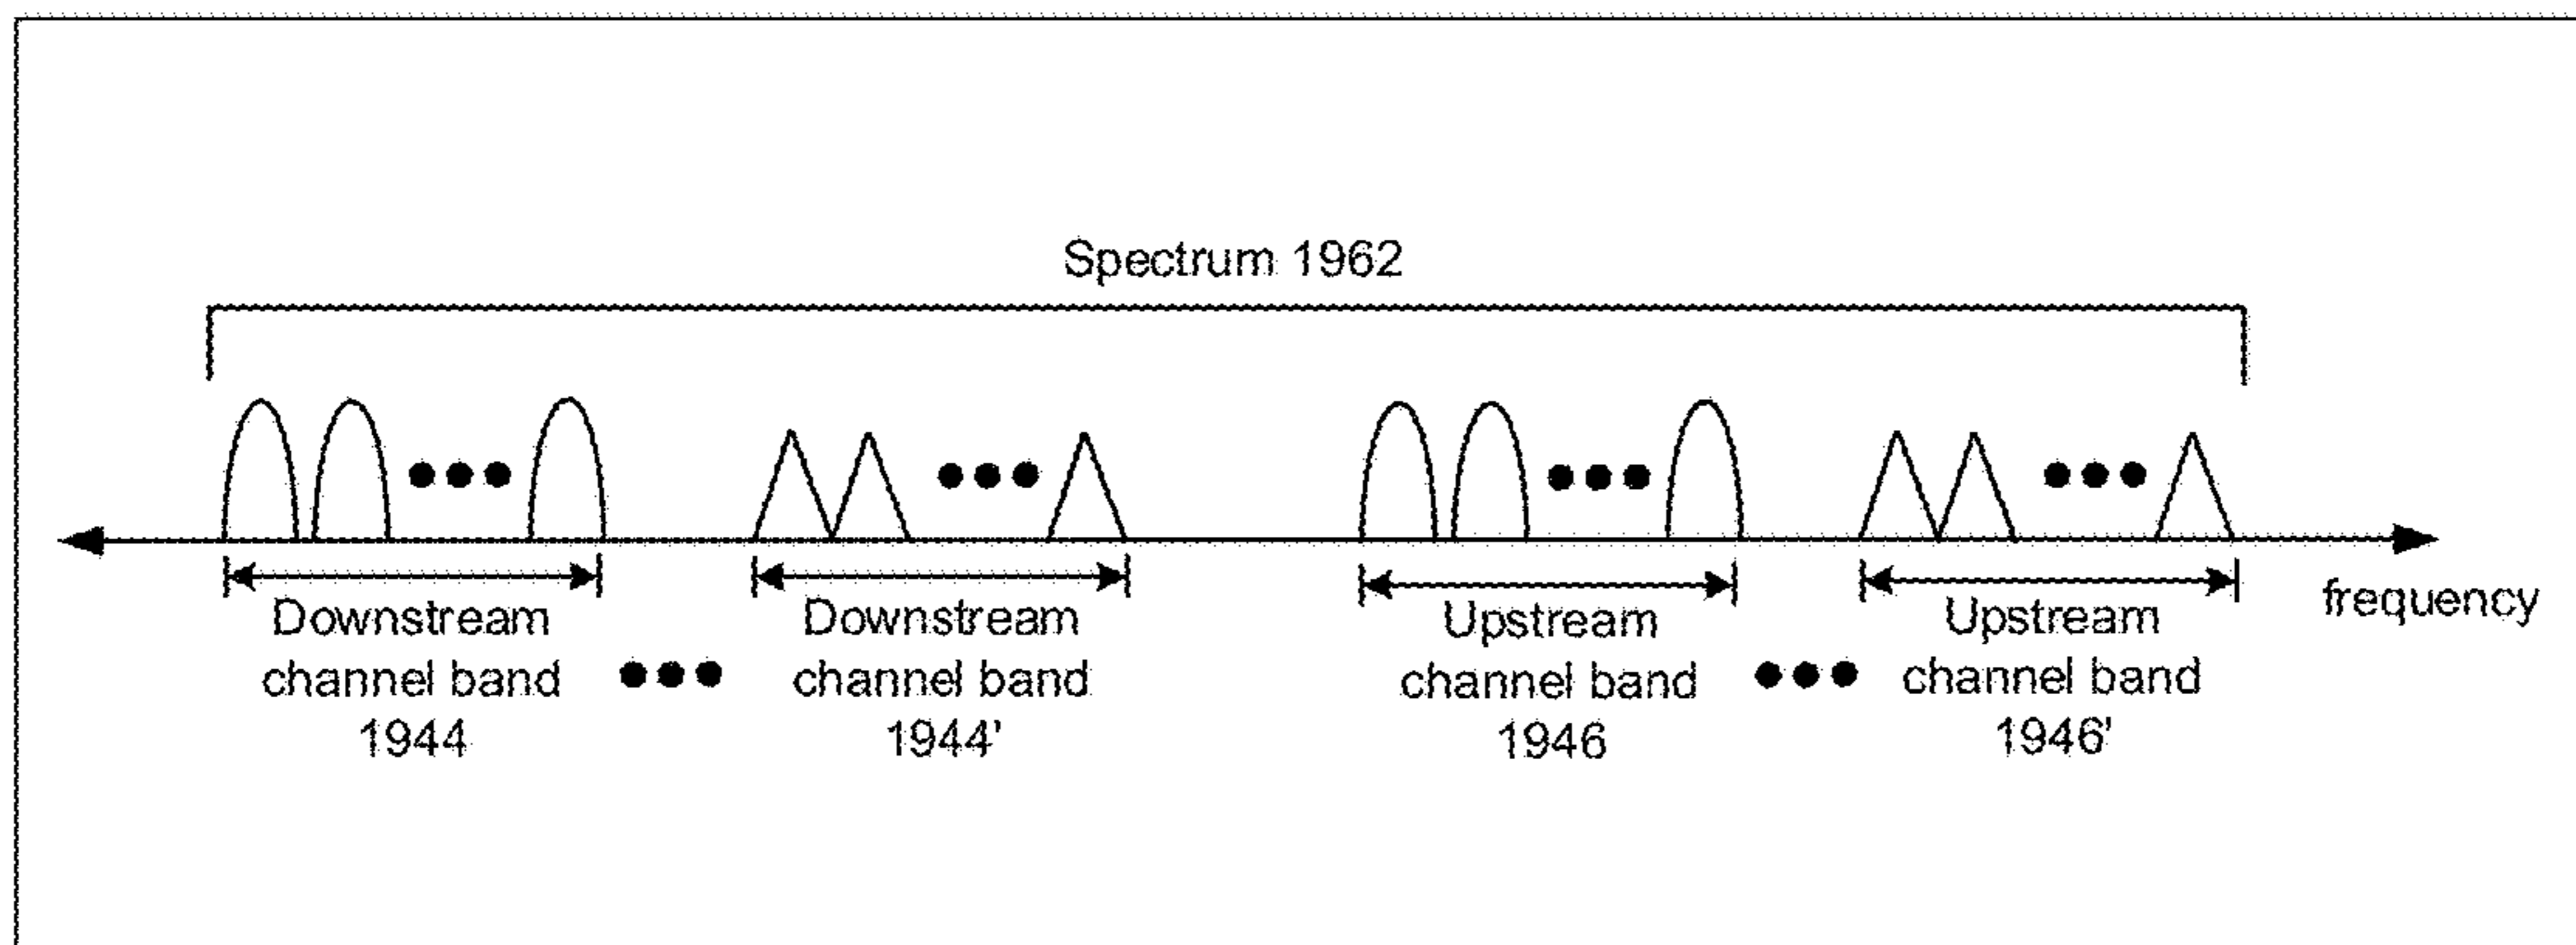 Spectrum 1962
frequency
Downstream
channel band
1944
Downstream
channel band
1944'
Upstream
channel band
1946
Upstream
channel band
1946'